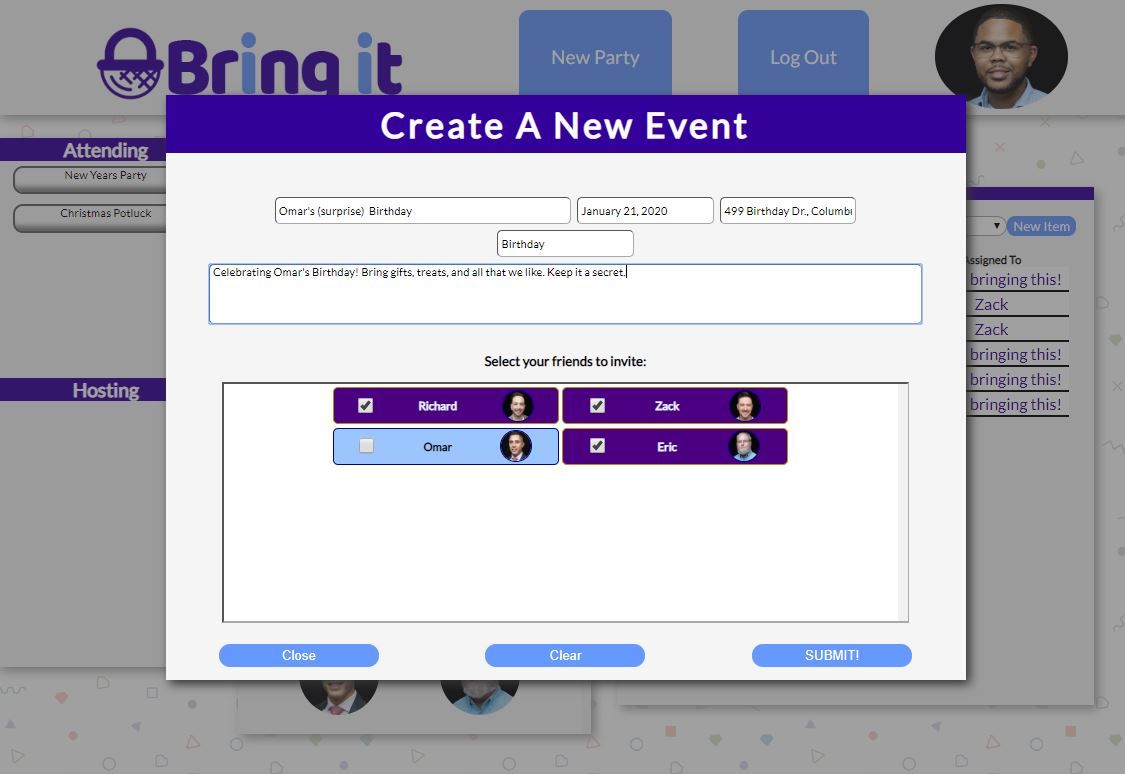 Bring it
New Party
Log Out
Create A New Event
Attending
New Years Party
Christmas Potluck
Hosting
Omar's (surprise) Birthday
January 21, 2020
499 Birthday Dr., Columb
Birthday
Celebrating Omar's Birthday! Bring gifts, treats, and all that we like. Keep it a secret.
Select your friends to invite:
Richard
Zack
Omar
Eric
Close
Clear
SUBMIT!
New Item
Assigned To
bringing this!
Zack
Zack
bringing this!
bringing this!
bringing this!